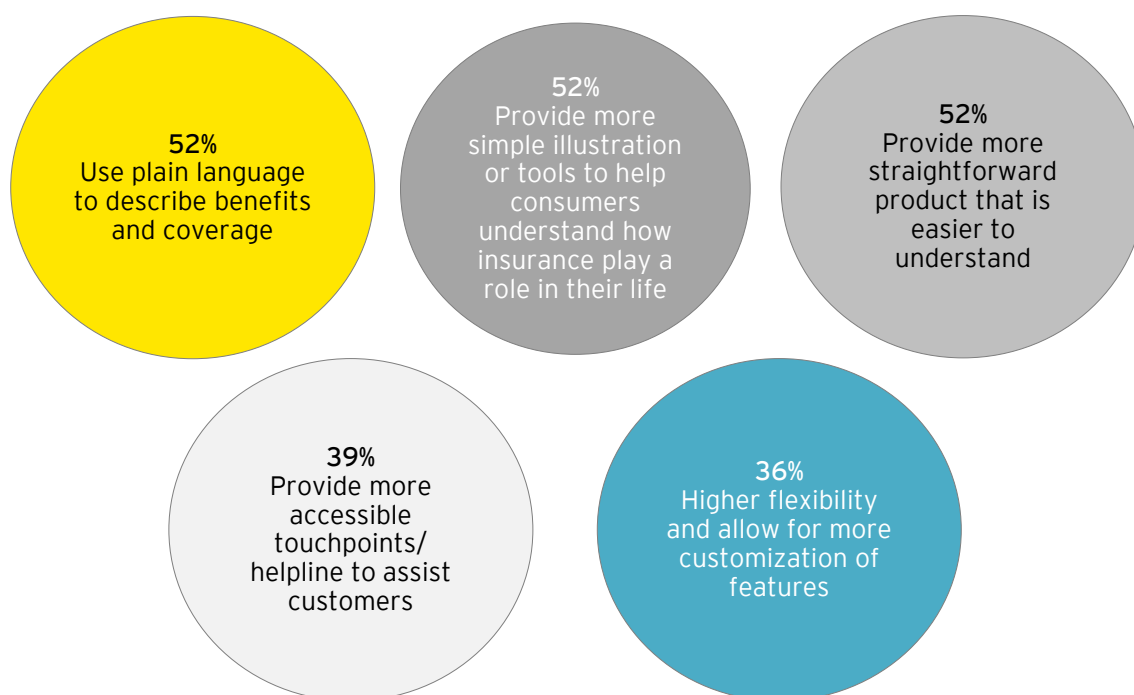 52%
Use plain language
to describe benefits
and coverage
52%
Provide more
simple illustration
or tools to help
consumers
understand how
insurance play a
role in their life
52%
Provide more
straightforward
product that is
easier to
understand
39%
Provide more
accessible
touchpoints/
helpline to assist
customers
36%
Higher flexibility
and allow for more
customization of
features